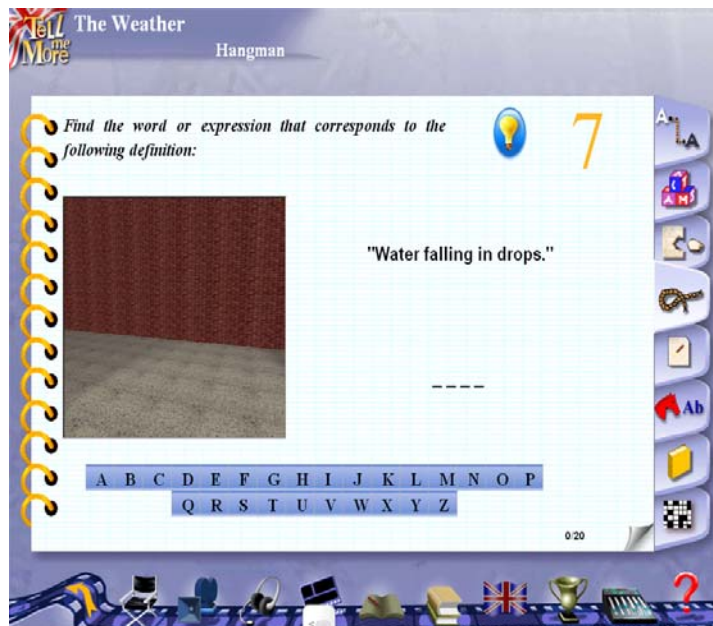 Tell me More
The Weather
Hangman
Find the word or expression that corresponds to the
following definition:
7
"Water falling in drops."
_ _ _ _
A B C D E F G H I J K L M N O P
Q R S T U V W X Y Z
0/20
A A
C
A M S
Ab
?